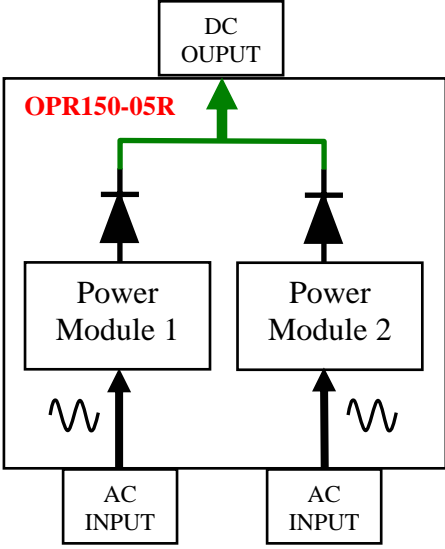 DC
OUPUT
OPR150-05R
Power
Module 1
Power
Module 2
AC
INPUT
AC
INPUT